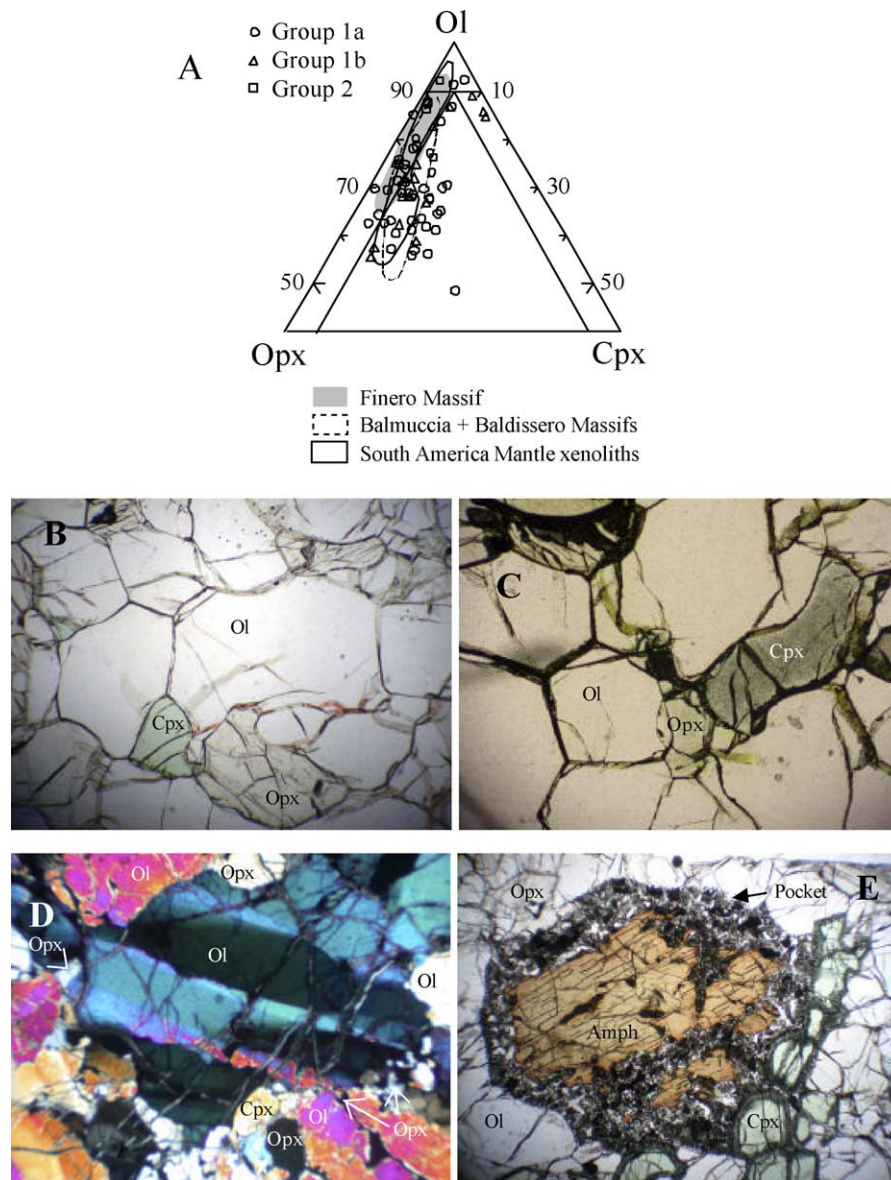 A
Group 1a
Group 1b
Group 2
Ol
90
10
70
30
50
50
Opx
Cpx
Finero Massif
Balmuccia + Baldissero Massifs
South America Mantle xenoliths
B
Ol
Cpx
Opx
C
Cpx
Ol
Opx
D
Ol
Opx
Opx
Ol
Ol
Cpx
Ol
Opx
Opx
E
Opx
Pocket
Amph
Ol
Cpx